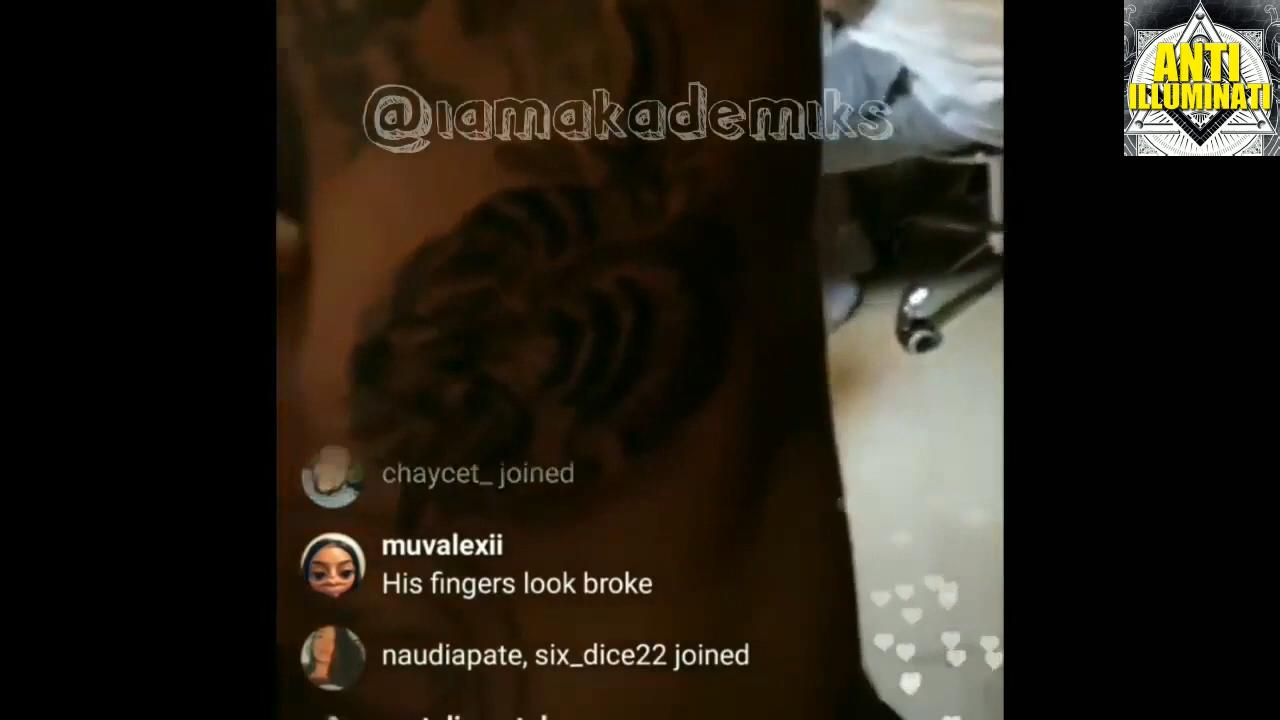 @iamakademiks
ANTI
ILLUMINATI
chaycet_ joined
muvalexii
His fingers look broke
naudiapate, six_dice22 joined